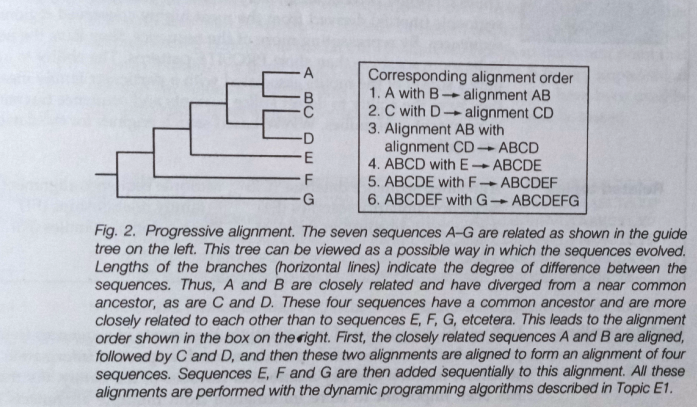 A
B
C
D
E
F
G
Corresponding alignment order
1. A with B → alignment AB
2. C with D → alignment CD
3. Alignment AB with
alignment CD → ABCD
4. ABCD with E → ABCDE
5. ABCDE with F → ABCDEF
6. ABCDEF with G → ABCDEFG
Fig. 2. Progressive alignment. The seven sequences A–G are related as shown in the guide
tree on the left. This tree can be viewed as a possible way in which the sequences evolved.
Lengths of the branches (horizontal lines) indicate the degree of difference between the
sequences. Thus, A and B are closely related and have diverged from a near common
ancestor, as are C and D. These four sequences have a common ancestor and are more
closely related to each other than to sequences E, F, G, etcetera. This leads to the alignment
order shown in the box on the right. First, the closely related sequences A and B are aligned,
followed by C and D, and then these two alignments are aligned to form an alignment of four
sequences. Sequences E, F and G are then added sequentially to this alignment. All these
alignments are performed with the dynamic programming algorithms described in Topic E1.